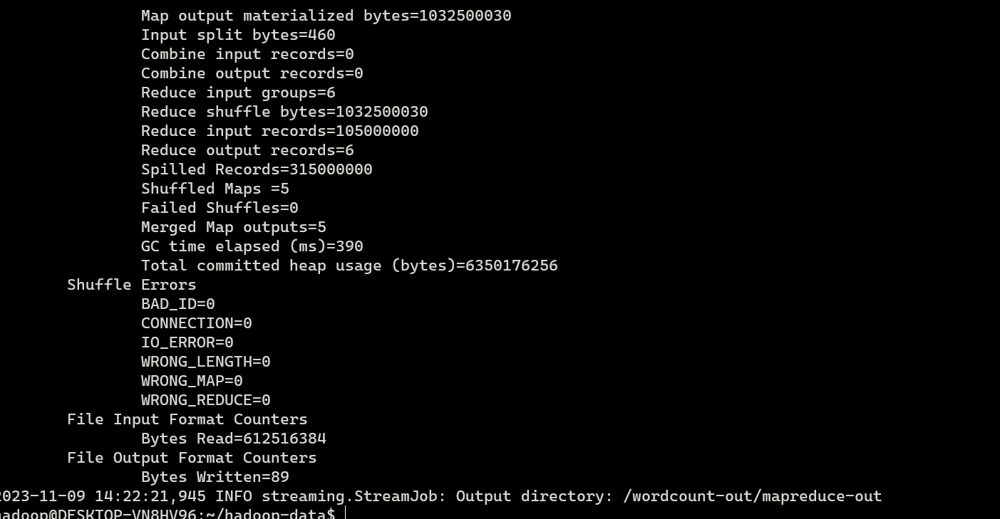 Map output materialized bytes=1032500030
Input split bytes=460
Combine input records=0
Combine output records=0
Reduce input groups=6
Reduce shuffle bytes=1032500030
Reduce input records=105000000
Reduce output records=6
Spilled Records=315000000
Shuffled Maps =5
Failed Shuffles=0
Merged Map outputs=5
GC time elapsed (ms)=390
Total committed heap usage (bytes)=6350176256
Shuffle Errors
BAD_ID=0
CONNECTION=0
IO_ERROR=0
WRONG_LENGTH=0
WRONG_MAP=0
WRONG_REDUCE=0
File Input Format Counters
Bytes Read=612516384
File Output Format Counters
Bytes Written=89
2023-11-09 14:22:21,945 INFO streaming.StreamJob: Output directory: /wordcount-out/mapreduce-out
hadoop@DESKTOP-VN8HV96:~/hadoop-data$